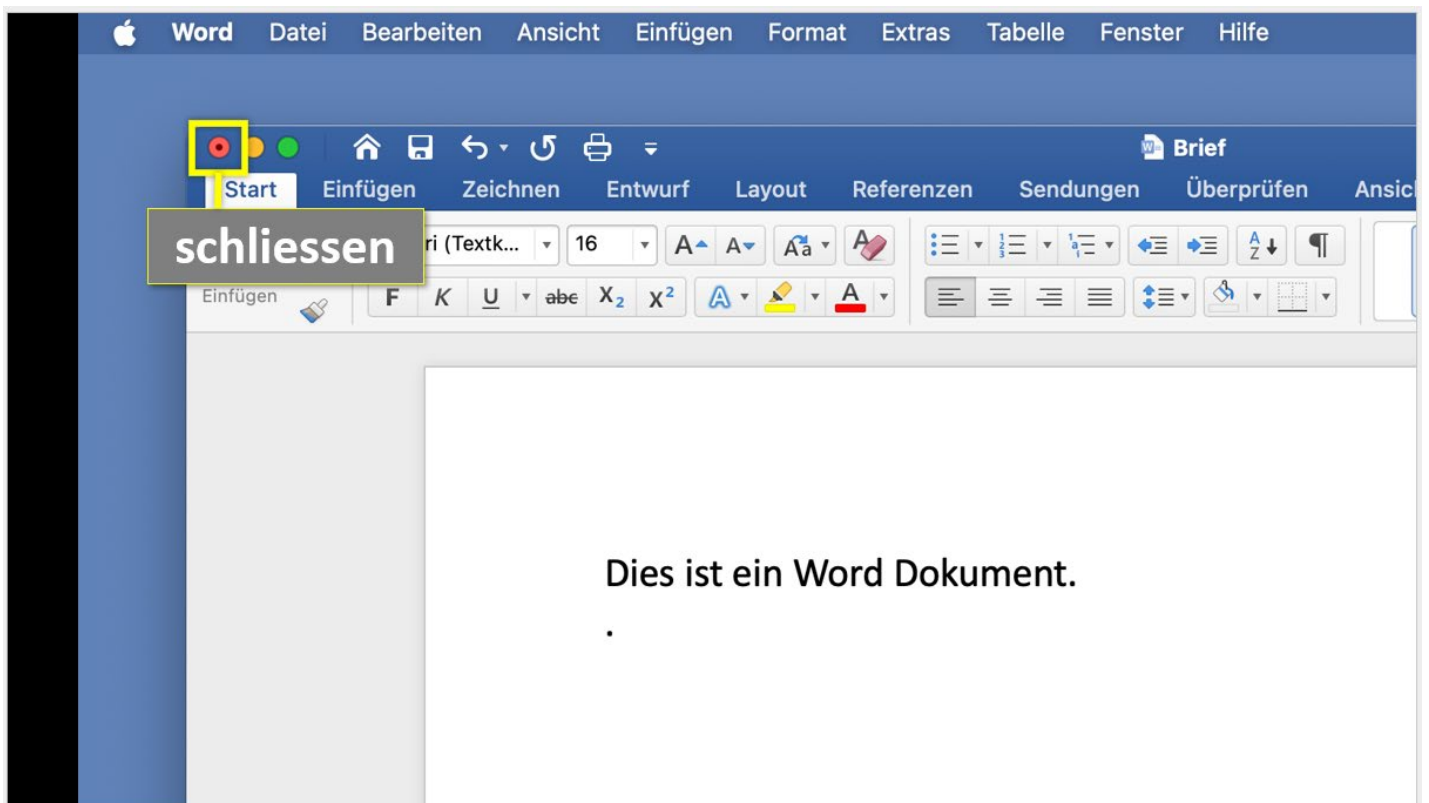 Word Datei Bearbeiten Ansicht Einfügen Format Extras Tabelle Fenster Hilfe
Brief
Start Einfügen Zeichnen Entwurf Layout Referenzen Sendungen Überprüfen
schliessen
(Textk... 16 A A Aa A A Z
Einfügen F K U abc X2 X² A A
Dies ist ein Word Dokument.
.